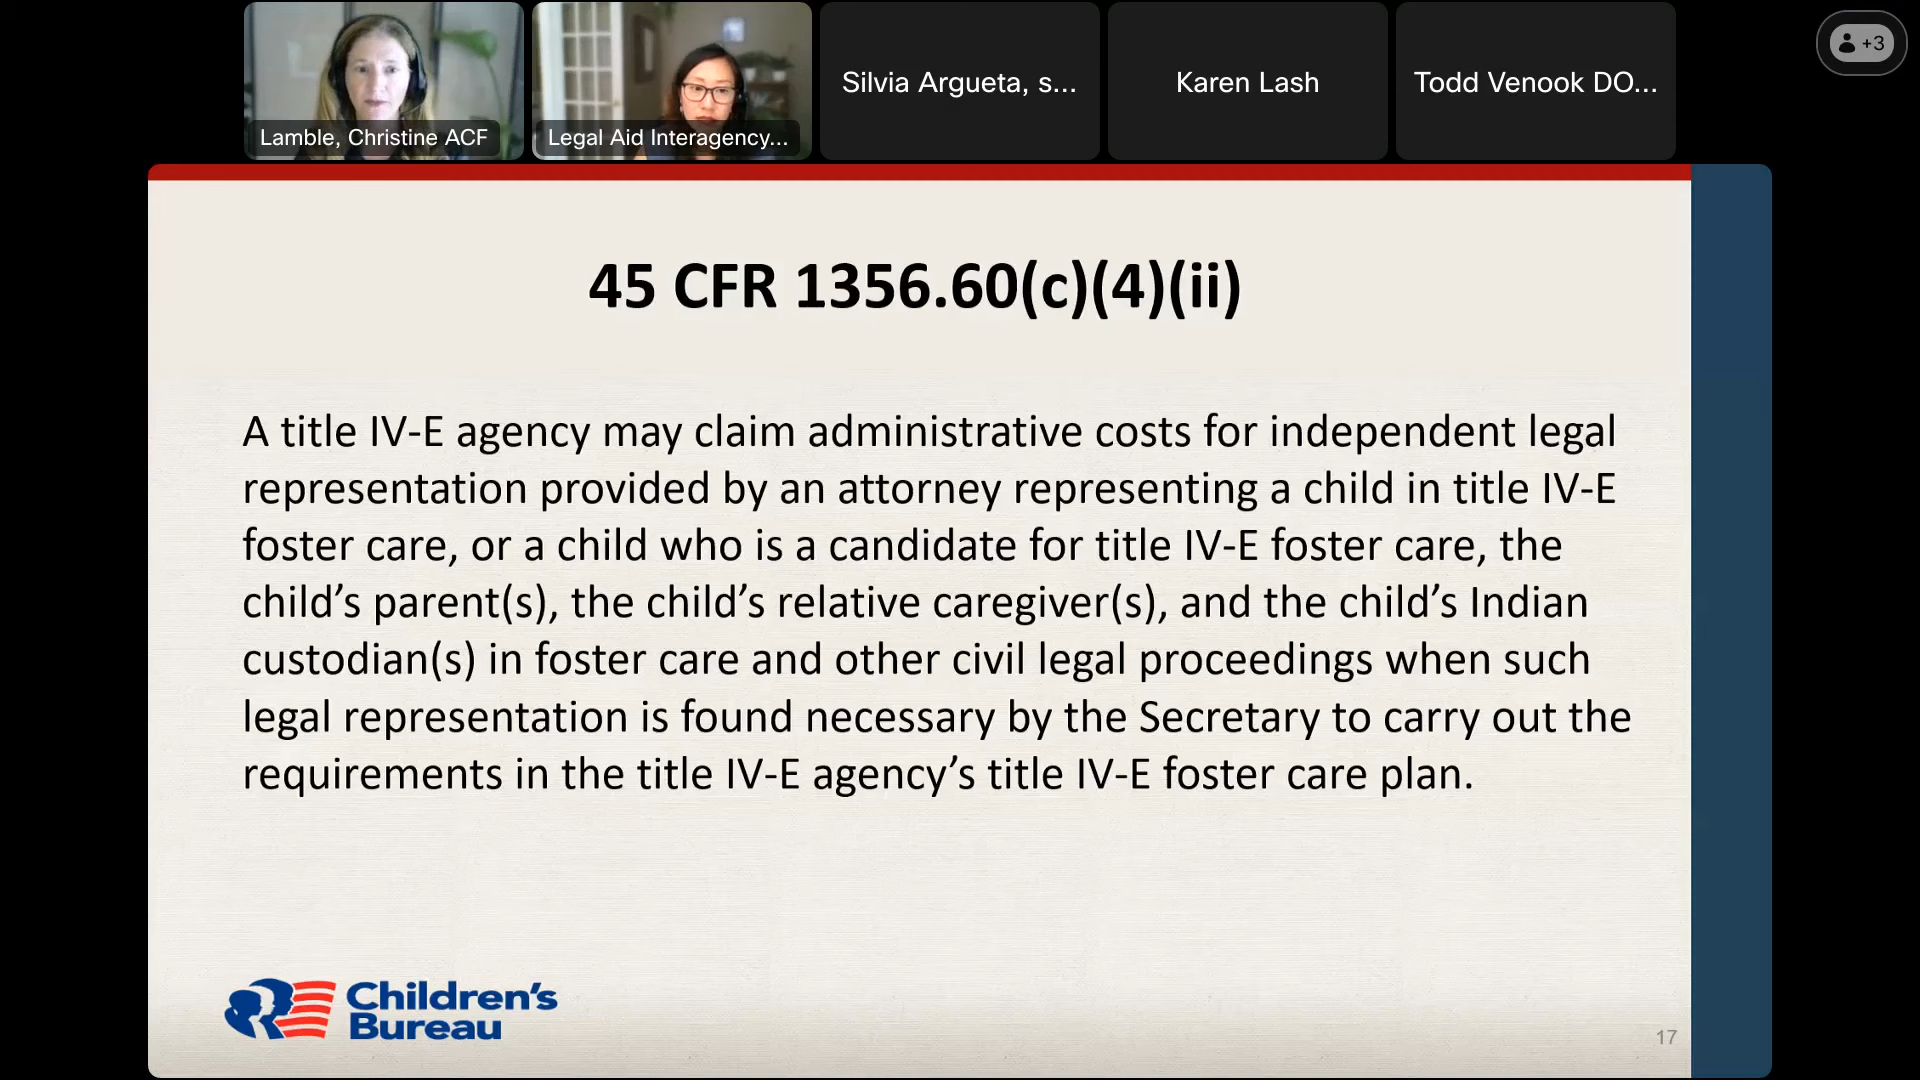 Lamble, Christine ACF
Legal Aid Interagency...
Silvia Argueta, s...
Karen Lash
Todd Venook DO...
+3
45 CFR 1356.60(c)(4)(ii)
A title IV-E agency may claim administrative costs for independent legal
representation provided by an attorney representing a child in title IV-E
foster care, or a child who is a candidate for title IV-E foster care, the
child’s parent(s), the child’s relative caregiver(s), and the child’s Indian
custodian(s) in foster care and other civil legal proceedings when such
legal representation is found necessary by the Secretary to carry out the
requirements in the title IV-E agency’s title IV-E foster care plan.
Children’s
Bureau
17